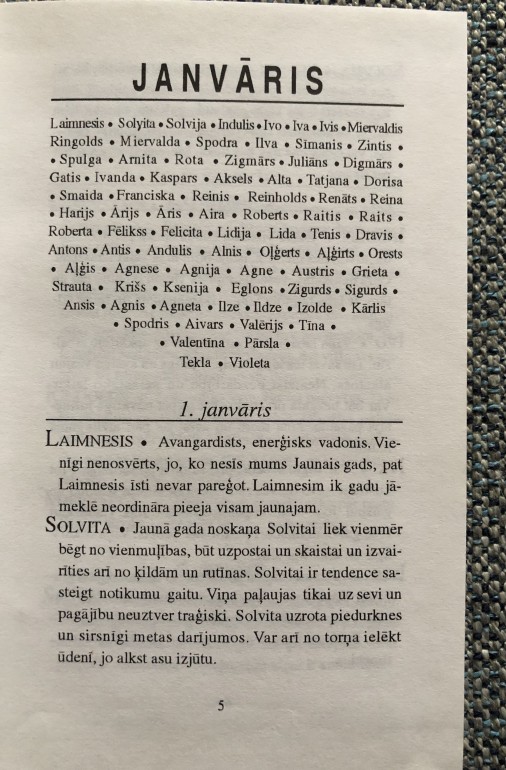 JANVĀRIS
Laimnesis • Solvita • Solvija • Indulis • Ivo • Iva • Ivis • Miervaldis
Ringolds • Miervalda • Spodra • Ilva • Sīmanis • Zintis •
• Spulga • Arnita • Rota • Zigmārs • Juliāns • Digmārs •
Gatis • Ivanda • Kaspars • Aksels • Alta • Tatjana • Dorisa
• Smaida • Franciska • Reinis • Reinholds • Renāts • Reina
• Harijs • Ārijs • Āris • Aira • Roberts • Raitis • Raits •
Roberta • Fēlikss • Felicita • Lidija • Lida • Tenis • Dravis •
Antons • Antis • Andulis • Alnis • Oļģerts • Aļģirts • Orests
• Aļģis • Agnese • Agnija • Agne • Austris • Grieta •
Strauta • Krišs • Ksenija • Eglons • Zigurds • Sigurds •
Ansis • Agnis • Agneta • Ilze • Ildze • Izolde • Kārlis
• Spodris • Aivars • Valērijs • Tīna •
• Valentīna • Pārsla •
Tekla • Violeta
1. janvāris
LAIMNESIS • Avangardists, enerģisks vadonis. Vie-
nīgi nenosvērts, jo, ko nesīs mums Jaunais gads, pat
Laimnesis īsti nevar pareģot. Laimnesim ik gadu jā-
meklē neordināra pieeja visam jaunajam.
SOLVITA • Jaunā gada noskaņa Solvitai liek vienmēr
bēgt no vienmuļības, būt uzpostai un skaistai un izvai-
rīties arī no ķildām un rutīnas. Solvitai ir tendence sa-
steigt notikumu gaitu. Viņa paļaujas tikai uz sevi un
pagājību neuztver traģiski. Solvita uzrota piedurknes
un sirsnīgi metas darījumos. Var arī no torņa ielēkt
ūdenī, jo alkst asu izjūtu.
5